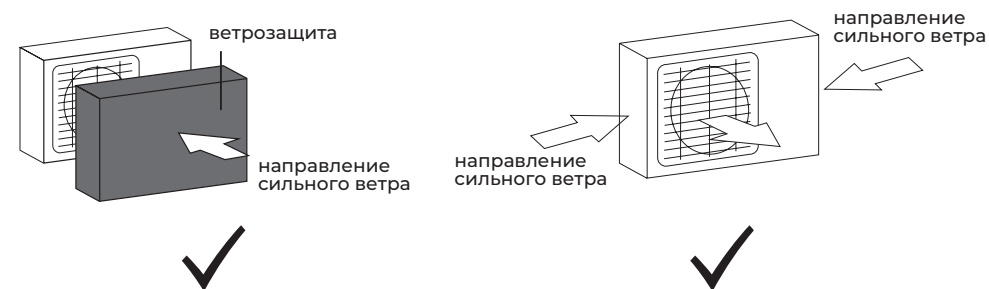 ветрозащита
направление
сильного ветра
направление
сильного ветра
направление
сильного ветра